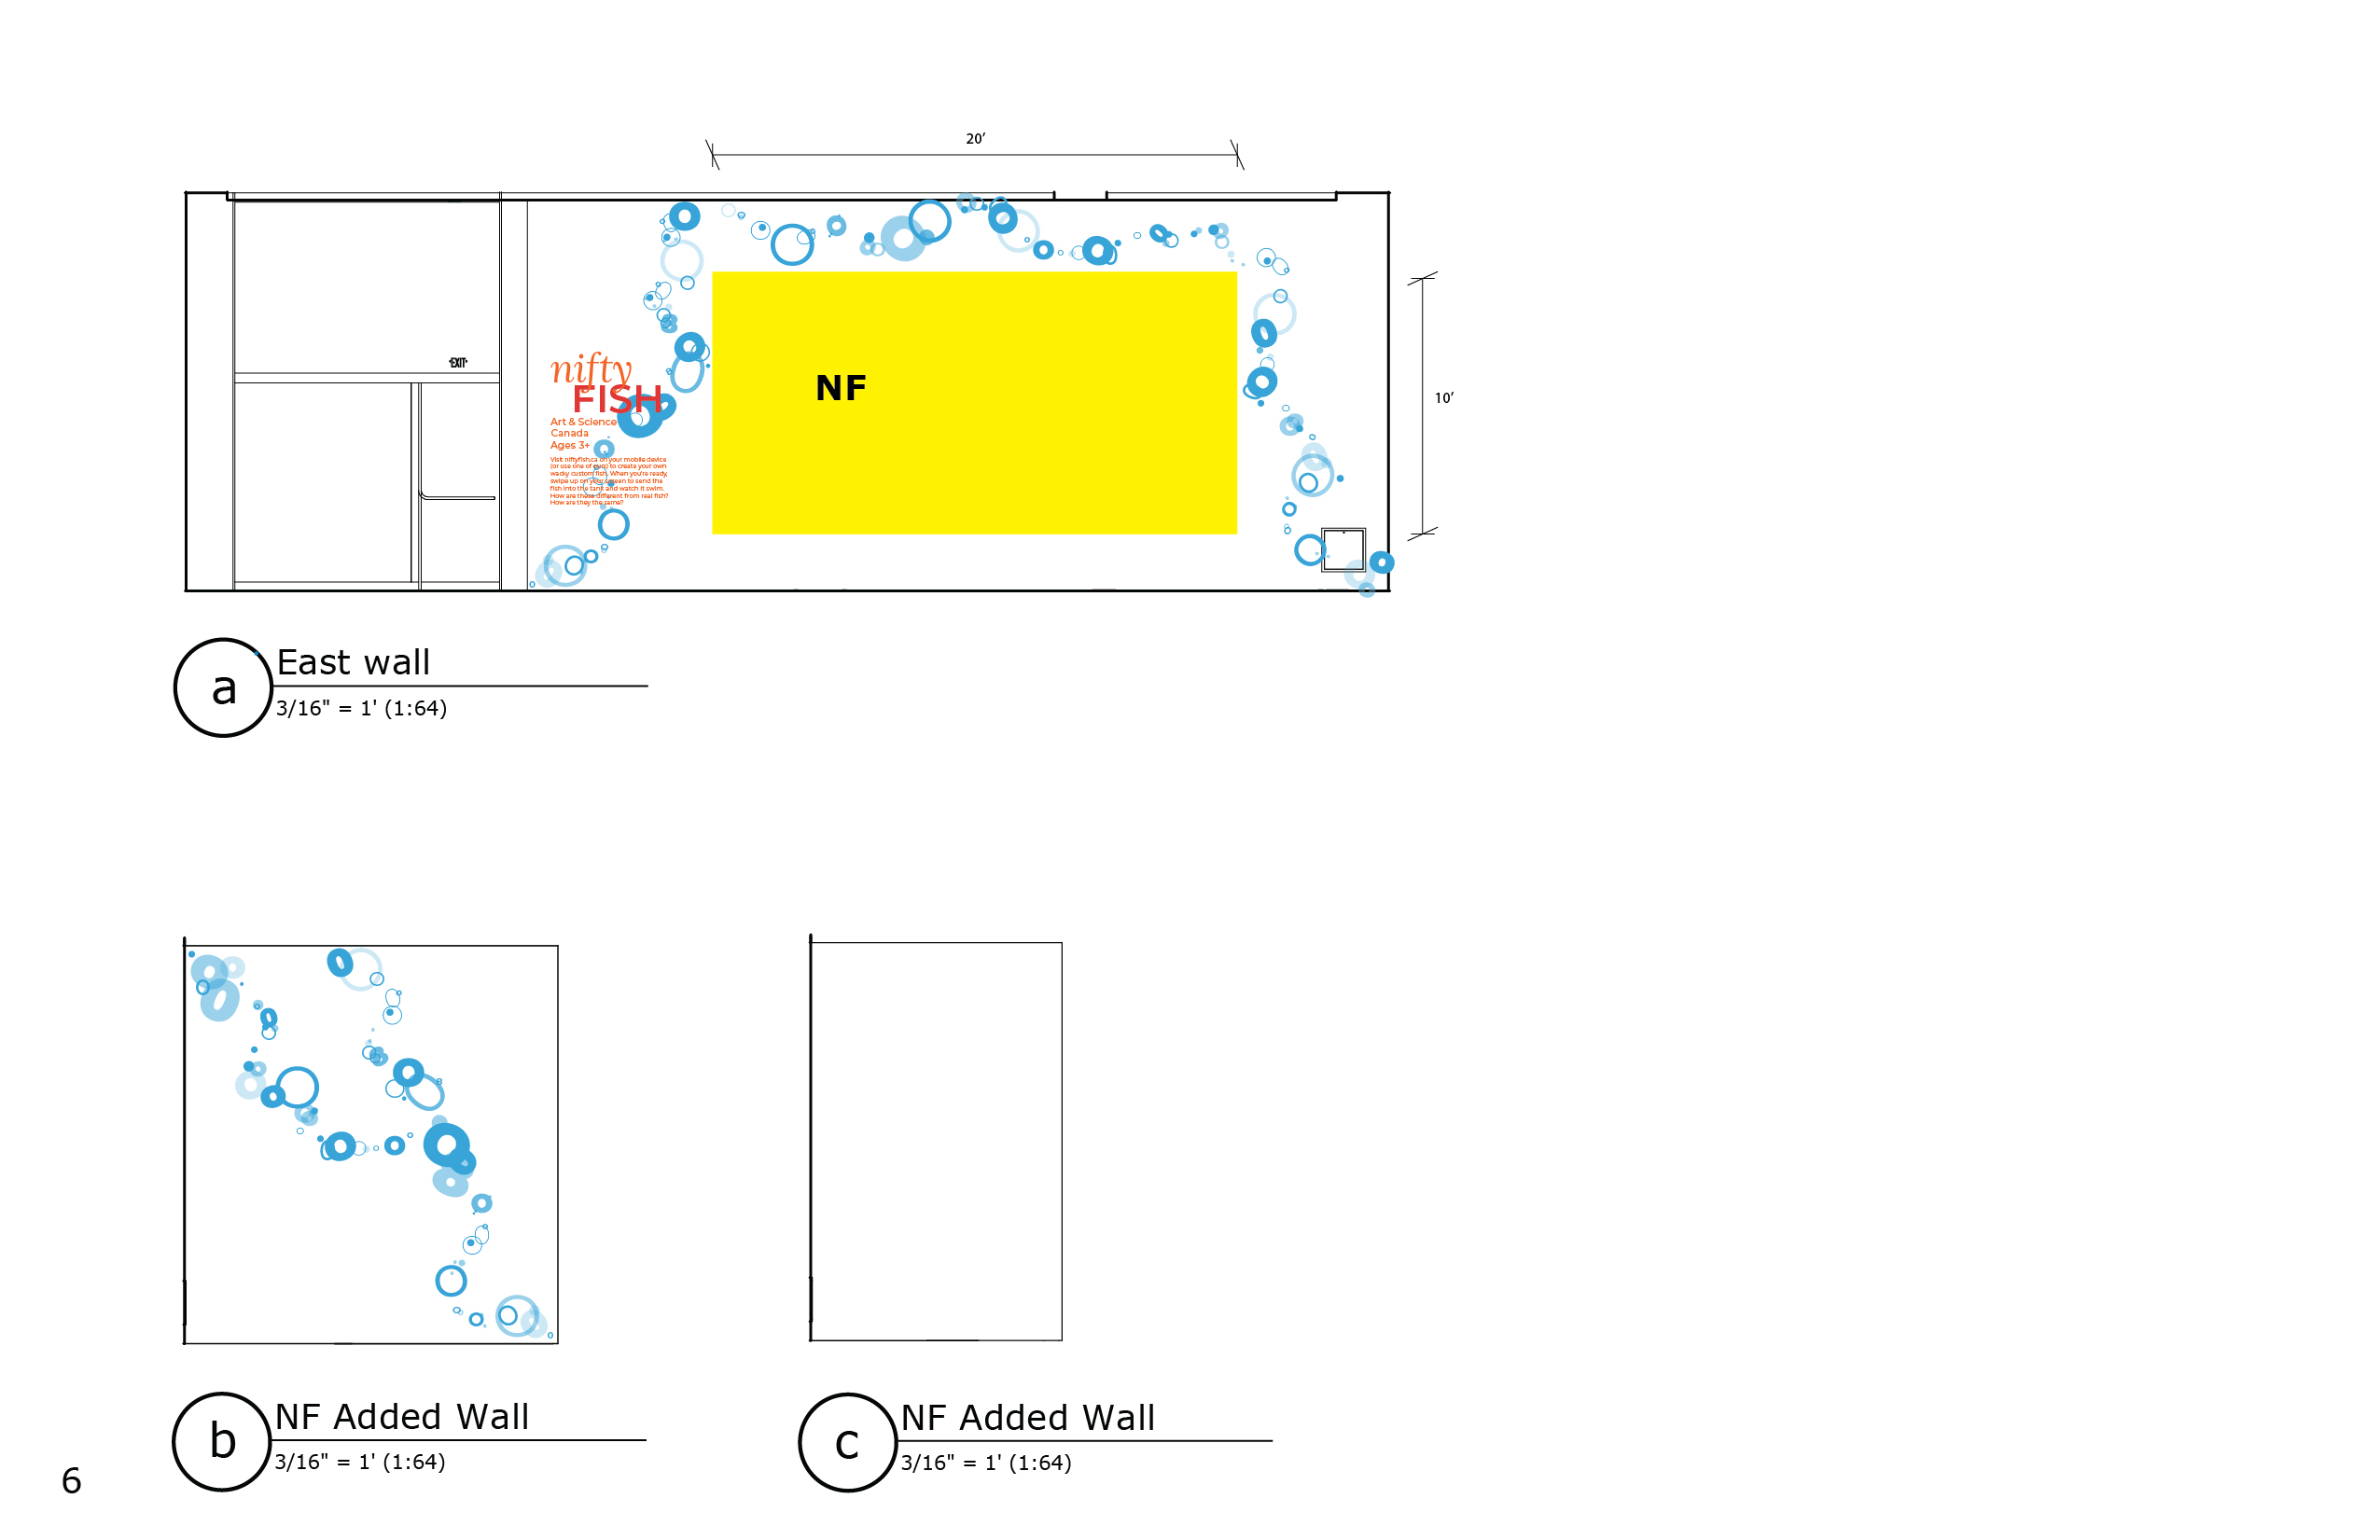 20’
EXIT
nifty
FISH
Art & Science
Canada
Ages 3+
Visit niftyfish.ca on your mobile device
(or use one of ours) to create your own
wacky custom fish. When you're ready,
swipe up on your screen to send the
fish into the tank and watch it swim.
How are these different from real fish?
How are they the same?
NF
10’
a
East wall
3/16" = 1' (1:64)
b
NF Added Wall
3/16" = 1' (1:64)
c
NF Added Wall
3/16" = 1' (1:64)
6